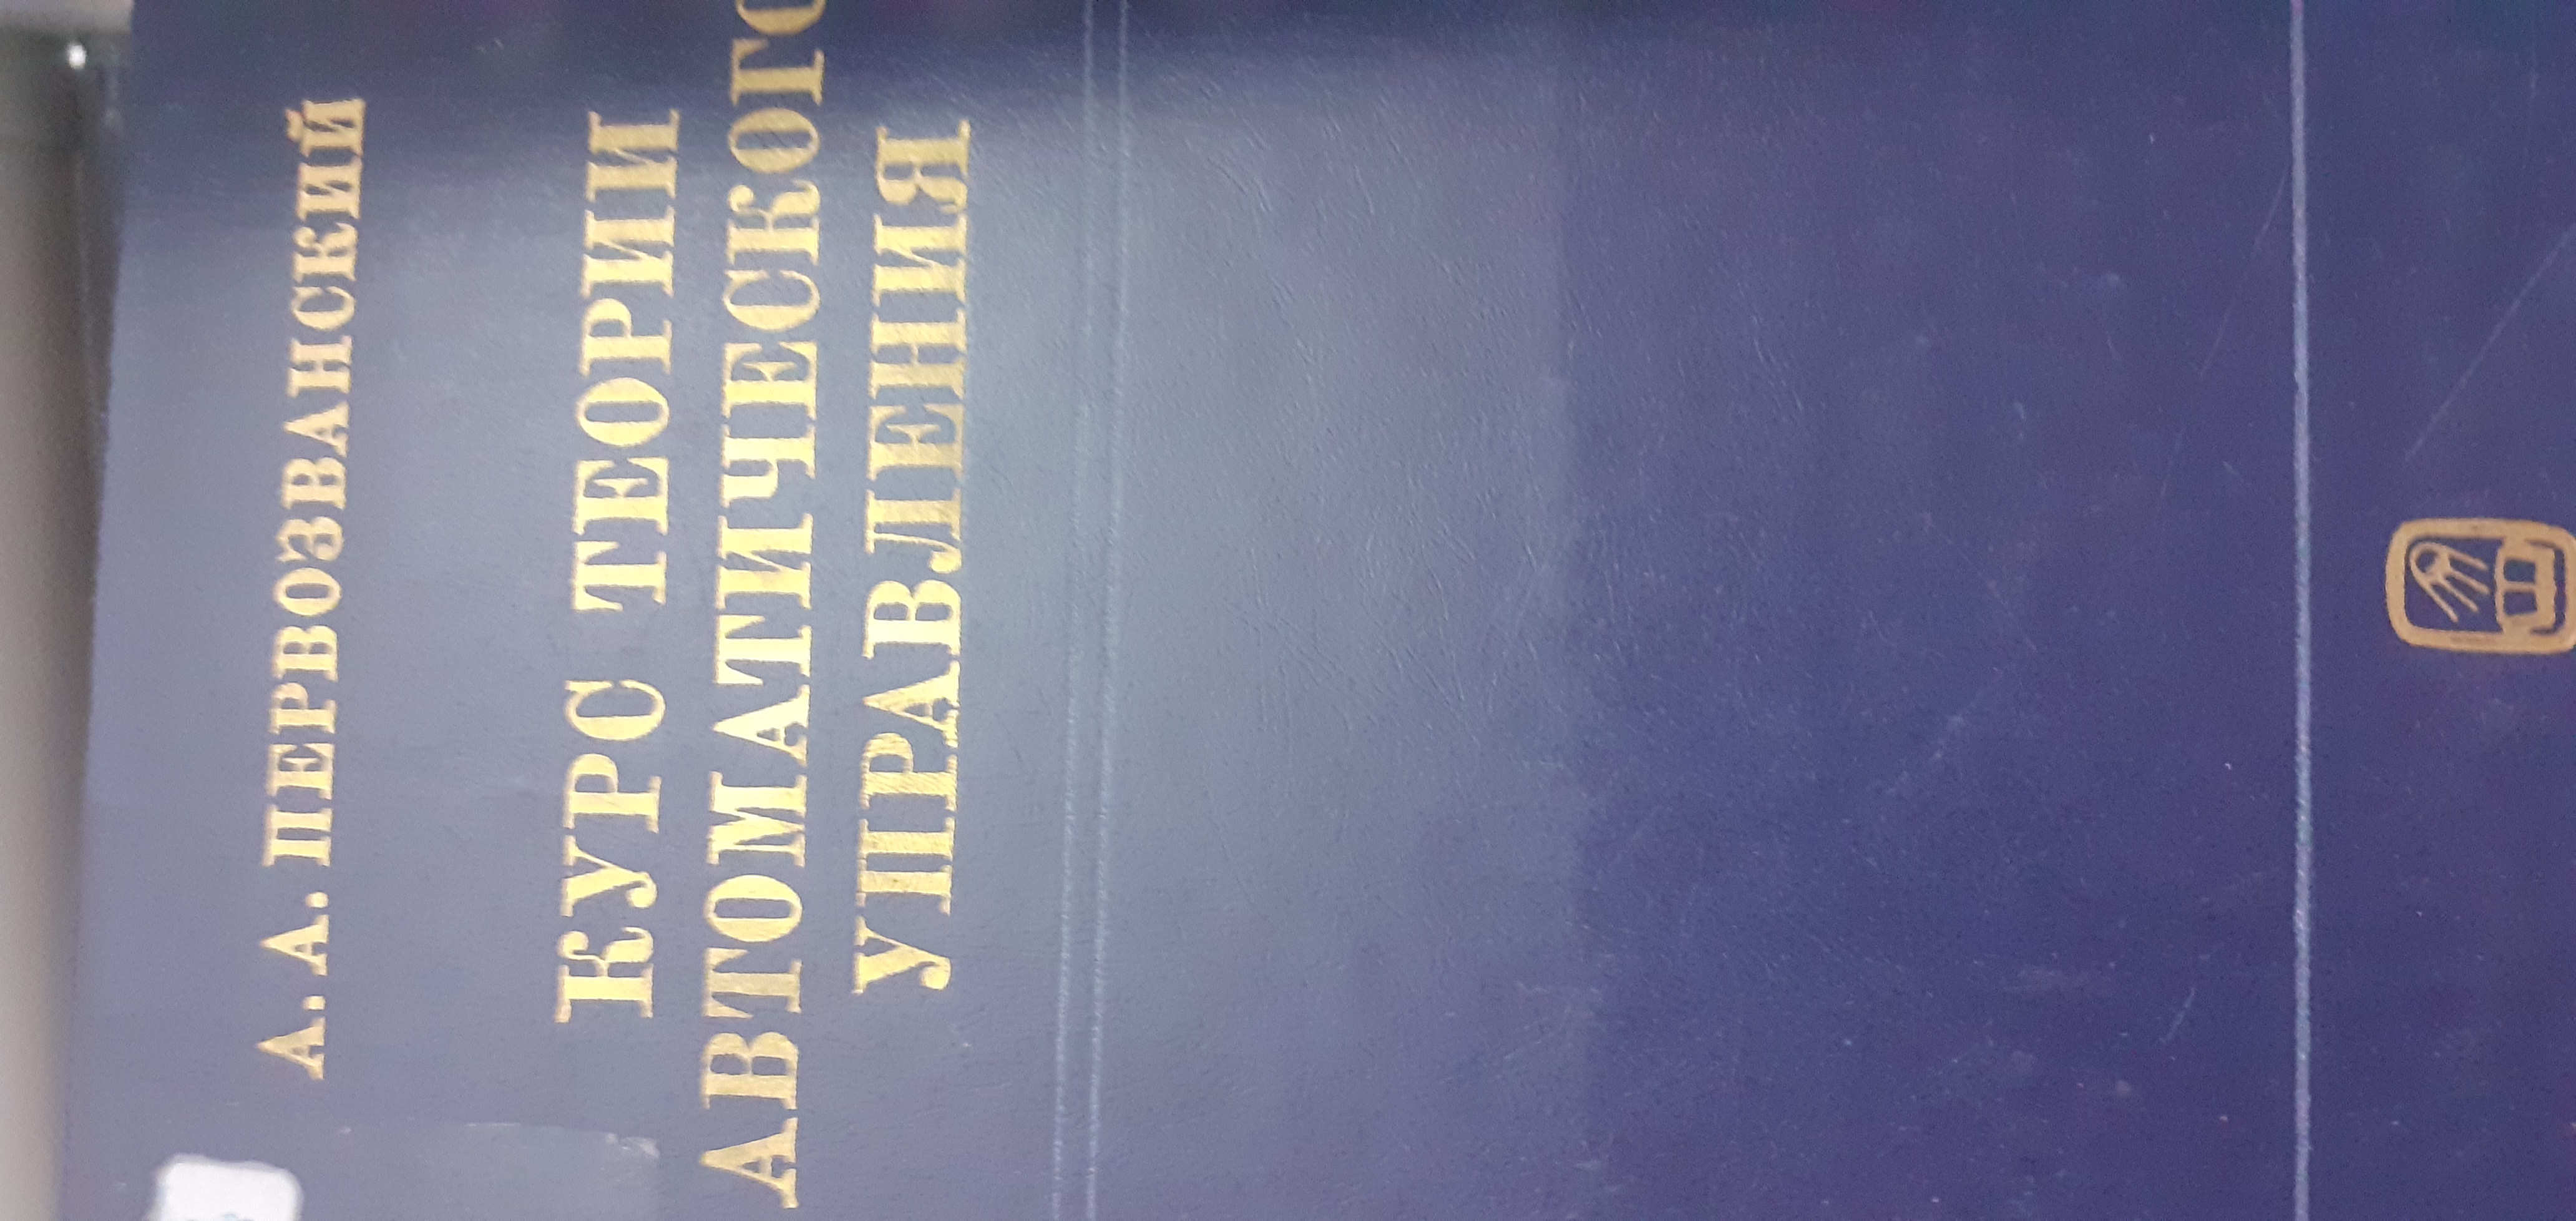 А. А. ПЕРВОЗВАНСКИЙ
КУРС ТЕОРИИ
АВТОМАТИЧЕСКОГО
УПРАВЛЕНИЯ